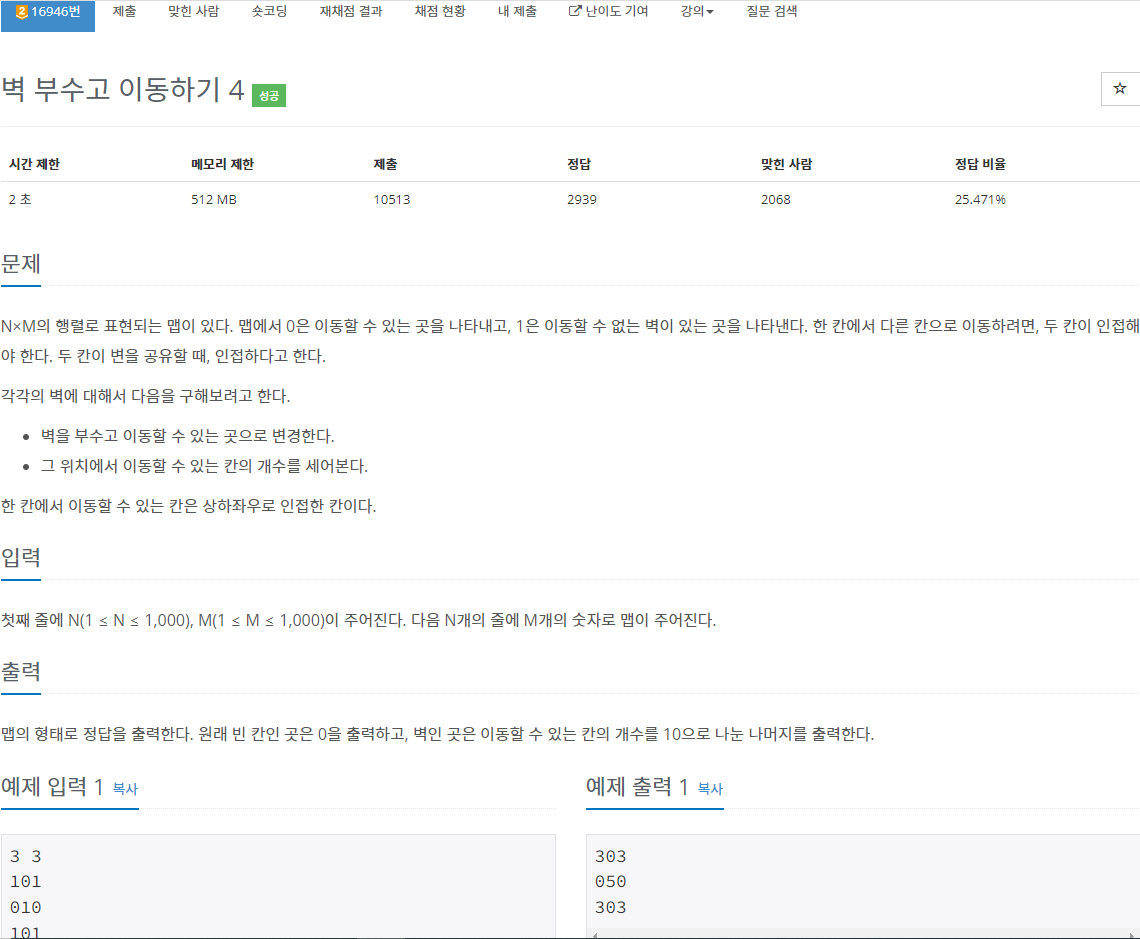 2 16946번 제출 맞힌 사람 숏코딩 재채점 결과 채점 현황 내 제출 난이도 기여 강의 질문 검색
벽 부수고 이동하기 4 성공
☆
시간 제한 메모리 제한 제출 정답 맞힌 사람 정답 비율
2 초 512 MB 10513 2939 2068 25.471%
문제
N×M의 행렬로 표현되는 맵이 있다. 맵에서 0은 이동할 수 있는 곳을 나타내고, 1은 이동할 수 없는 벽이 있는 곳을 나타낸다. 한 칸에서 다른 칸으로 이동하려면, 두 칸이 인접해
야 한다. 두 칸이 변을 공유할 때, 인접하다고 한다.
각각의 벽에 대해서 다음을 구해보려고 한다.
• 벽을 부수고 이동할 수 있는 곳으로 변경한다.
• 그 위치에서 이동할 수 있는 칸의 개수를 세어본다.
한 칸에서 이동할 수 있는 칸은 상하좌우로 인접한 칸이다.
입력
첫째 줄에 N(1 ≤ N ≤ 1,000), M(1 ≤ M ≤ 1,000)이 주어진다. 다음 N개의 줄에 M개의 숫자로 맵이 주어진다.
출력
맵의 형태로 정답을 출력한다. 원래 빈 칸인 곳은 0을 출력하고, 벽인 곳은 이동할 수 있는 칸의 개수를 10으로 나눈 나머지를 출력한다.
예제 입력 1 복사
3 3
101
010
101
예제 출력 1 복사
303
050
303